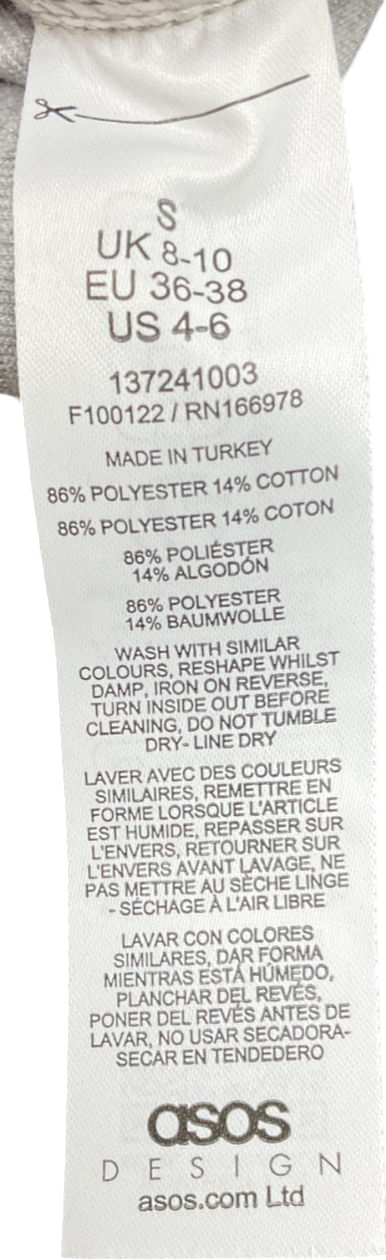 S
UK 8-10
EU 36-38
US 4-6
137241003
F100122 / RN166978
MADE IN TURKEY
86% POLYESTER 14% COTTON
86% POLYESTER 14% COTON
86% POLIÉSTER
14% ALGODÓN
86% POLYESTER
14% BAUMWOLLE
WASH WITH SIMILAR
COLOURS, RESHAPE WHILST
DAMP, IRON ON REVERSE,
TURN INSIDE OUT BEFORE
CLEANING, DO NOT TUMBLE
DRY- LINE DRY
LAVER AVEC DES COULEURS
SIMILAIRES, REMETTRE EN
FORME LORSQUE L'ARTICLE
EST HUMIDE, REPASSER SUR
L'ENVERS, RETOURNER SUR
L'ENVERS AVANT LAVAGE, NE
PAS METTRE AU SÈCHE LINGE
- SÉCHAGE À L'AIR LIBRE
LAVAR CON COLORES
SIMILARES, DAR FORMA
MIENTRAS ESTÁ HÚMEDO,
PLANCHAR DEL REVÉS,
PONER DEL REVÉS ANTES DE
LAVAR, NO USAR SECADORA-
SECAR EN TENDEDERO
asos
DESIGN
asos.com Ltd